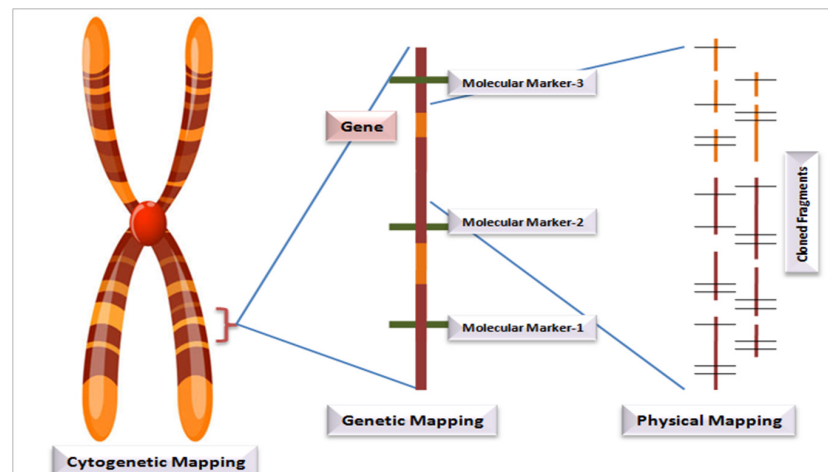 Molecular Marker-3
Gene
Molecular Marker-2
Cloned Fragments
Molecular Marker-1
Genetic Mapping
Physical Mapping
Cytogenetic Mapping